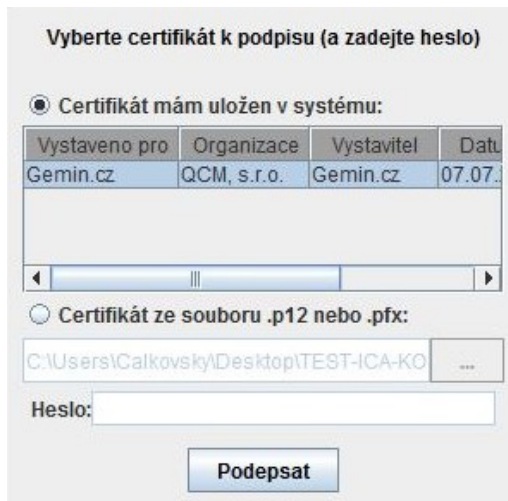 Vyberte certifikát k podpisu (a zadejte heslo)
Certifikát mám uložen v systému:
Vystaveno pro Organizace Vystavitel Datu
Gemin.cz QCM, s.r.o. Gemin.cz 07.07.
Certifikát ze souboru .p12 nebo .pfx:
C:\Users\Calkovsky\Desktop\TEST-ICA-KO ...
Heslo:
Podepsat